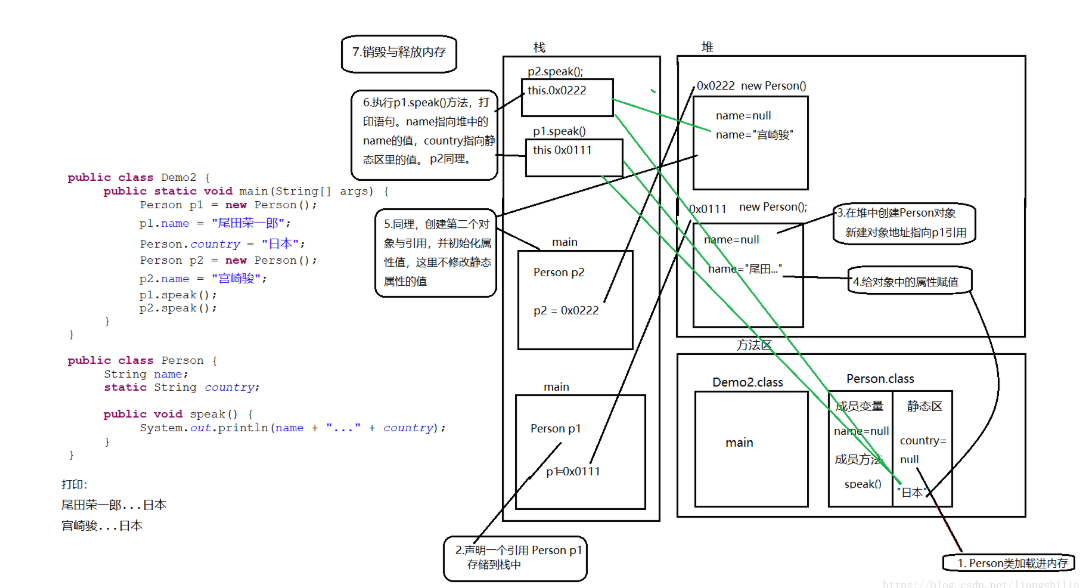 7.销毁与释放内存
栈
堆
p2.speak();
this.0x0222
0x0222 new Person()
name=null
name="宫崎骏"
6.执行p1.speak()方法，打
印语句。name指向堆中的
name的值，country指向静
态区里的值。 p2同理。
p1.speak()
this 0x0111
public class Demo2 {
public static void main(String[] args) {
Person p1 = new Person();
p1.name = "尾田荣一郎";
Person.country = "日本";
Person p2 = new Person();
p2.name = "宫崎骏";
p1.speak();
p2.speak();
}
}
public class Person {
String name;
static String country;
public void speak() {
System.out.println(name + "..." + country);
}
}
打印：
尾田荣一郎...日本
宫崎骏...日本
5.同理，创建第二个对
象与引用，并初始化属
性值，这里不修改静态
属性的值
main
Person p2
p2 = 0x0222
main
Person p1
p1=0x0111
2.声明一个引用 Person p1
存储到栈中
0x0111 new Person();
name=null
name="尾田..."
3.在堆中创建Person对象
新建对象地址指向p1引用
4.给对象中的属性赋值
方法区
Demo2.class
main
Person.class
成员变量
name=null
成员方法
speak()
静态区
country=
null
"日本"
1. Person类加载进内存
https://blog.csdn.net/liangshilin